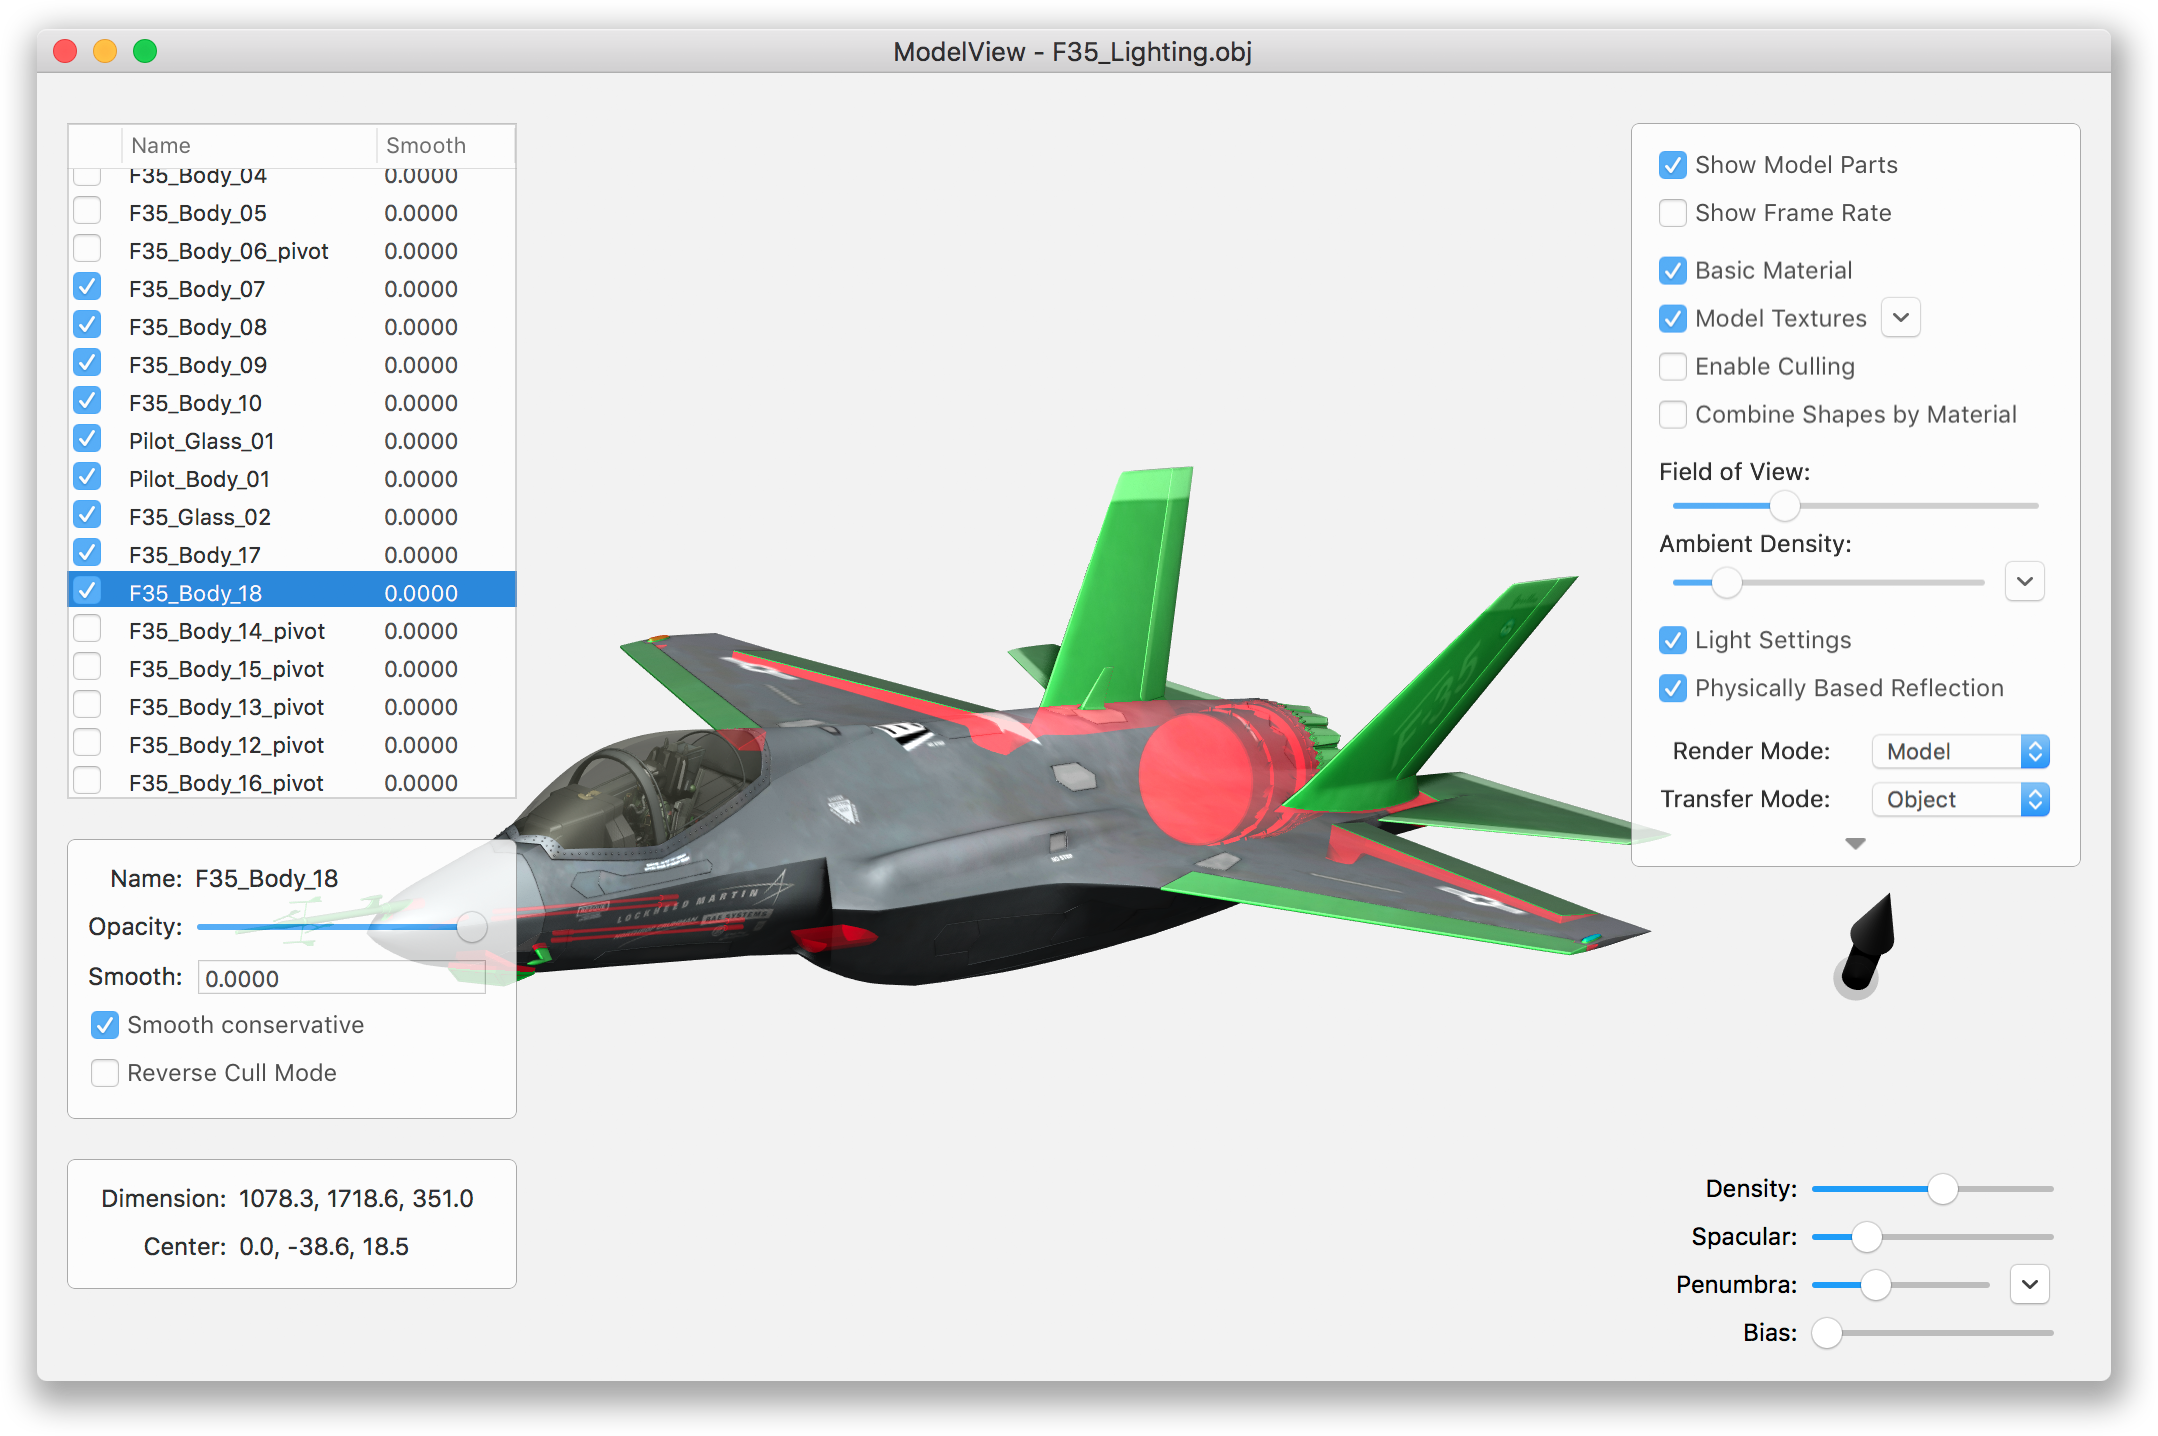 ModelView - F35_Lighting.obj
Name Smooth
F35_Body_04 0.0000
F35_Body_05 0.0000
F35_Body_06_pivot 0.0000
F35_Body_07 0.0000
F35_Body_08 0.0000
F35_Body_09 0.0000
F35_Body_10 0.0000
Pilot_Glass_01 0.0000
Pilot_Body_01 0.0000
F35_Glass_02 0.0000
F35_Body_17 0.0000
F35_Body_18 0.0000
F35_Body_14_pivot 0.0000
F35_Body_15_pivot 0.0000
F35_Body_13_pivot 0.0000
F35_Body_12_pivot 0.0000
F35_Body_16_pivot 0.0000
Name: F35_Body_18
Opacity:
Smooth: 0.0000
Smooth conservative
Reverse Cull Mode
Dimension: 1078.3, 1718.6, 351.0
Center: 0.0, -38.6, 18.5
F-35
NO STEP
LOCKHEED MARTIN
BAE SYSTEMS
Show Model Parts
Show Frame Rate
Basic Material
Model Textures
Enable Culling
Combine Shapes by Material
Field of View:
Ambient Density:
Light Settings
Physically Based Reflection
Render Mode: Model
Transfer Mode: Object
Density:
Spacular:
Penumbra:
Bias: